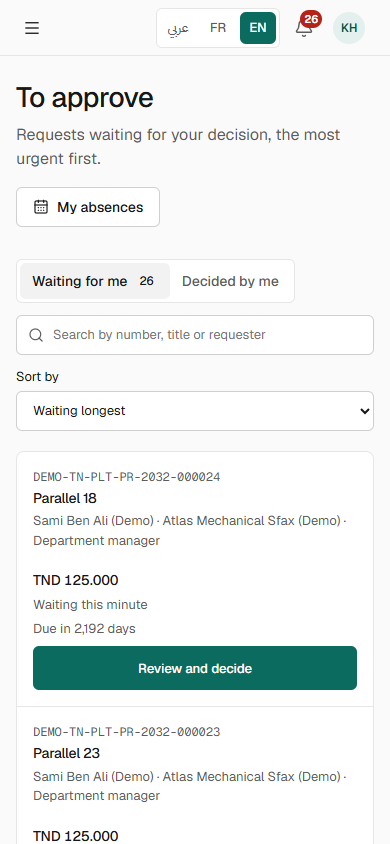 عربي FR EN 26 KH
To approve
Requests waiting for your decision, the most
urgent first.
My absences
Waiting for me 26 Decided by me
Search by number, title or requester
Sort by
Waiting longest
DEMO-TN-PLT-PR-2032-000024
Parallel 18
Sami Ben Ali (Demo) · Atlas Mechanical Sfax (Demo) ·
Department manager
TND 125.000
Waiting this minute
Due in 2,192 days
Review and decide
DEMO-TN-PLT-PR-2032-000023
Parallel 23
Sami Ben Ali (Demo) · Atlas Mechanical Sfax (Demo) ·
Department manager
TND 125.000